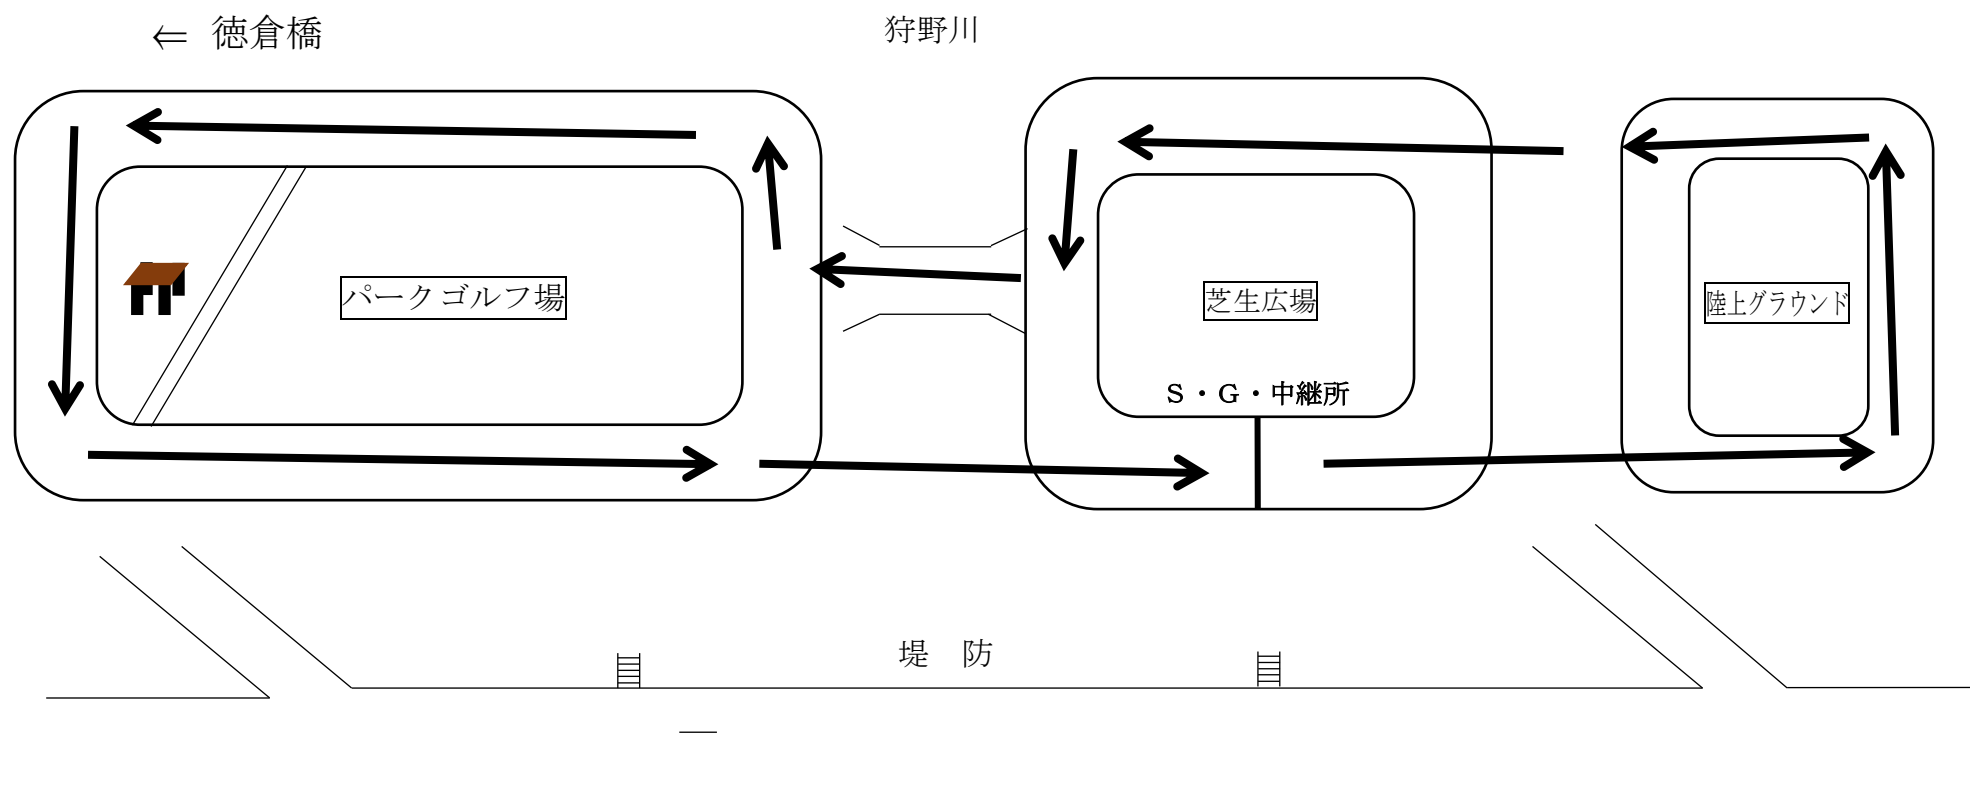 ⇐ 徳倉橋
狩野川
パークゴルフ場
芝生広場
陸上グラウンド
S・G・中継所
堤 防